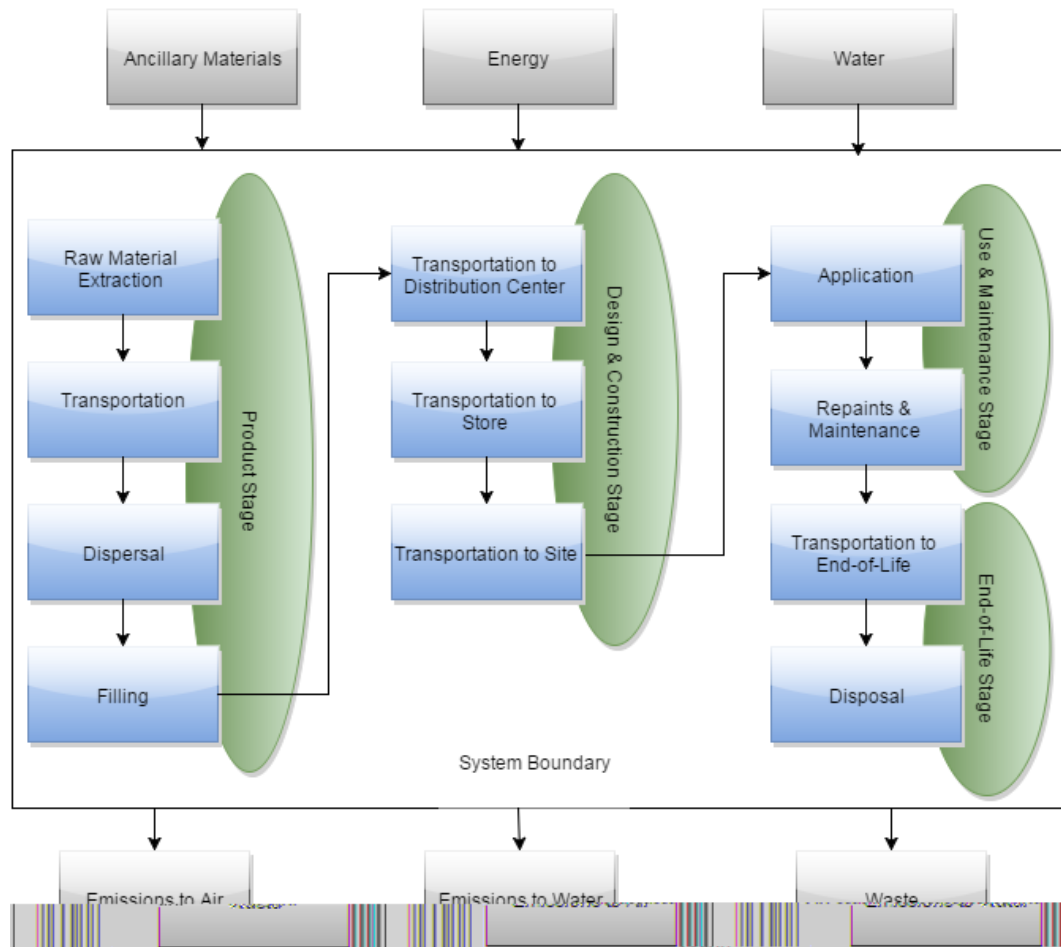 Ancillary Materials
Energy
Water
Raw Material
Extraction
Transportation
Dispersal
Filling
Product Stage
Transportation to
Distribution Center
Transportation to
Store
Transportation to Site
Design & Construction Stage
Application
Repaints &
Maintenance
Use & Maintenance Stage
Transportation to
End-of-Life
Disposal
End-of-Life Stage
System Boundary
Emissions to Air
Emissions to Water
Waste